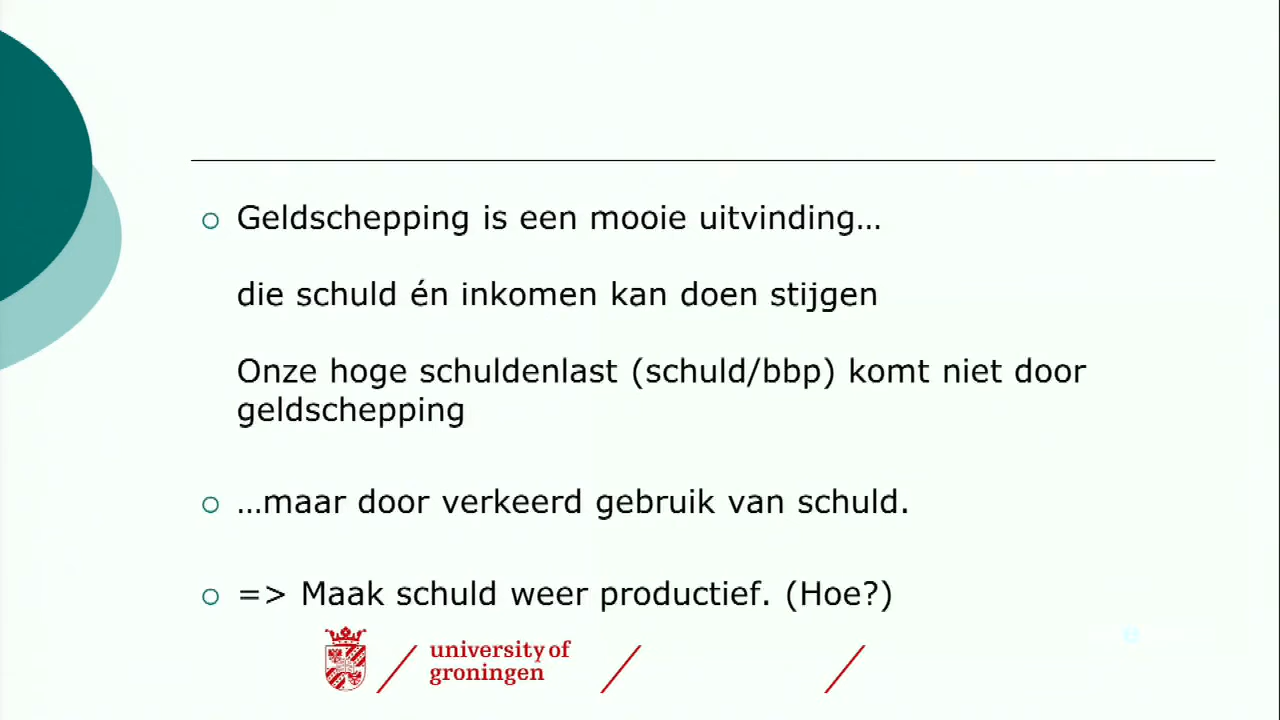 Geldschepping is een mooie uitvinding…
die schuld én inkomen kan doen stijgen
Onze hoge schuldenlast (schuld/bbp) komt niet door
geldschepping
…maar door verkeerd gebruik van schuld.
=> Maak schuld weer productief. (Hoe?)
university of
groningen